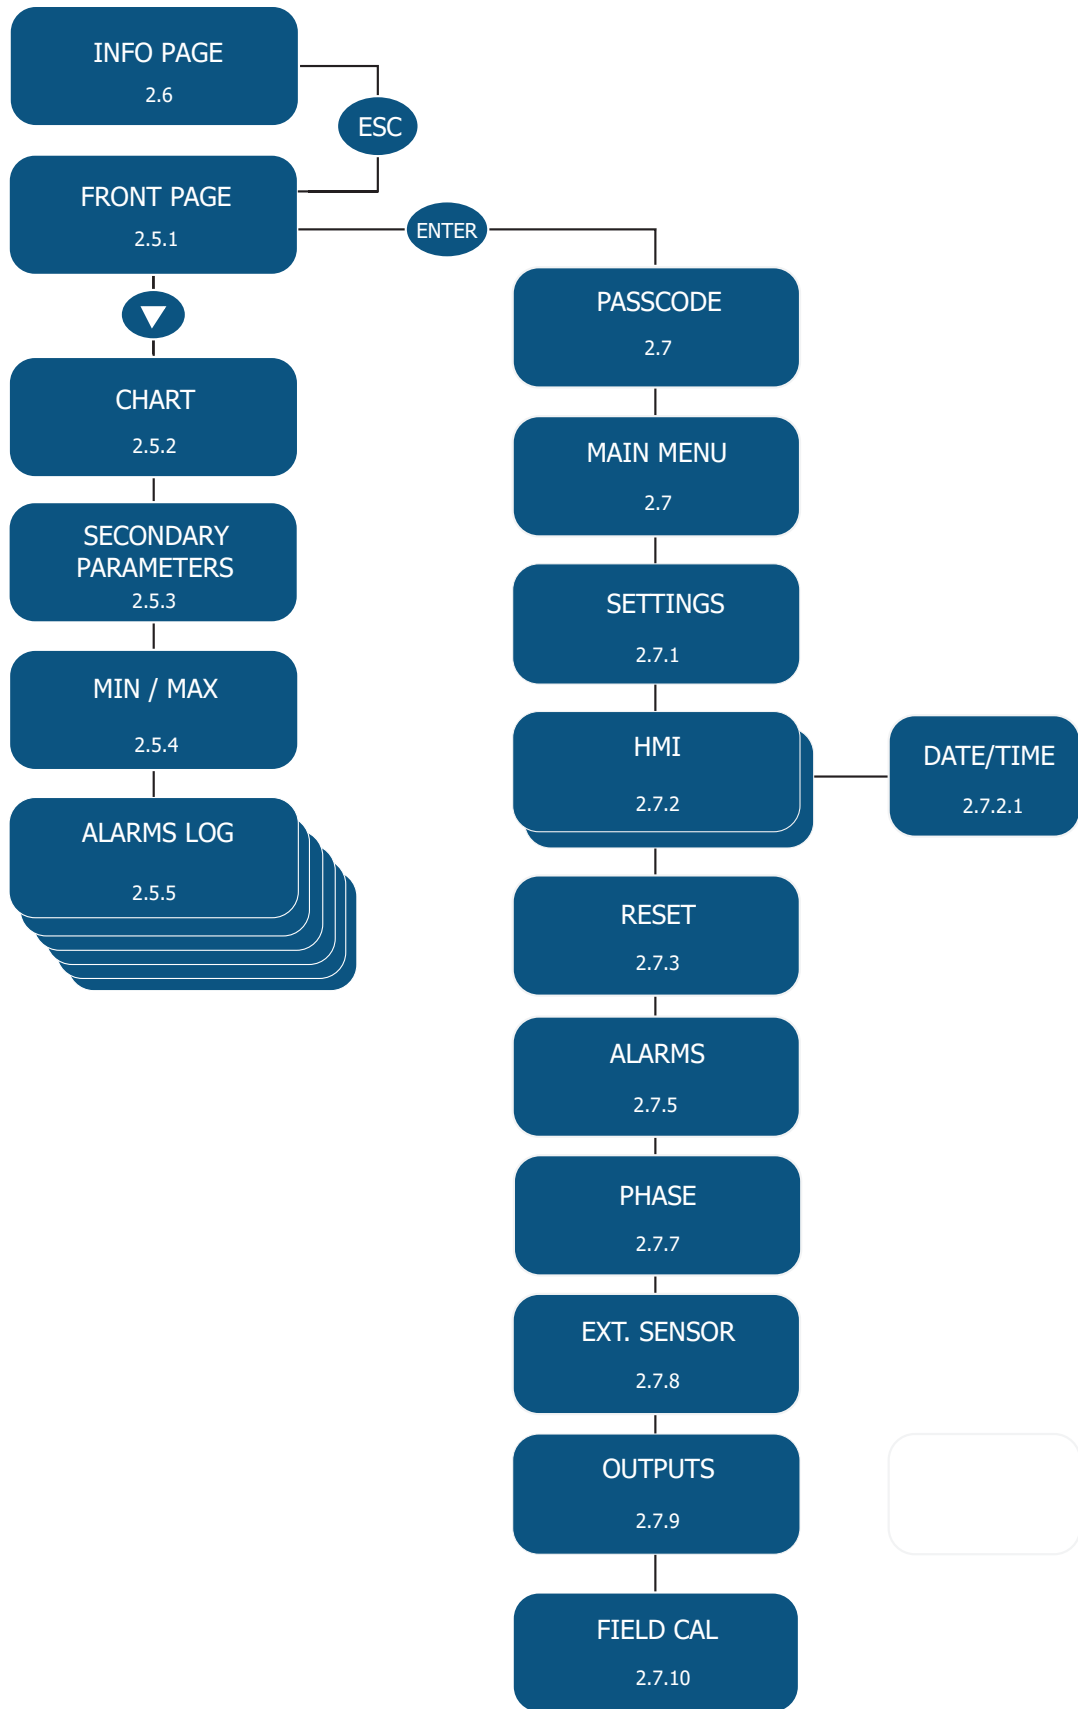 INFO PAGE
2.6
ESC
FRONT PAGE
2.5.1
ENTER
CHART
2.5.2
SECONDARY
PARAMETERS
2.5.3
MIN / MAX
2.5.4
ALARMS LOG
2.5.5
PASSCODE
2.7
MAIN MENU
2.7
SETTINGS
2.7.1
HMI
2.7.2
DATE/TIME
2.7.2.1
RESET
2.7.3
ALARMS
2.7.5
PHASE
2.7.7
EXT. SENSOR
2.7.8
OUTPUTS
2.7.9
FIELD CAL
2.7.10